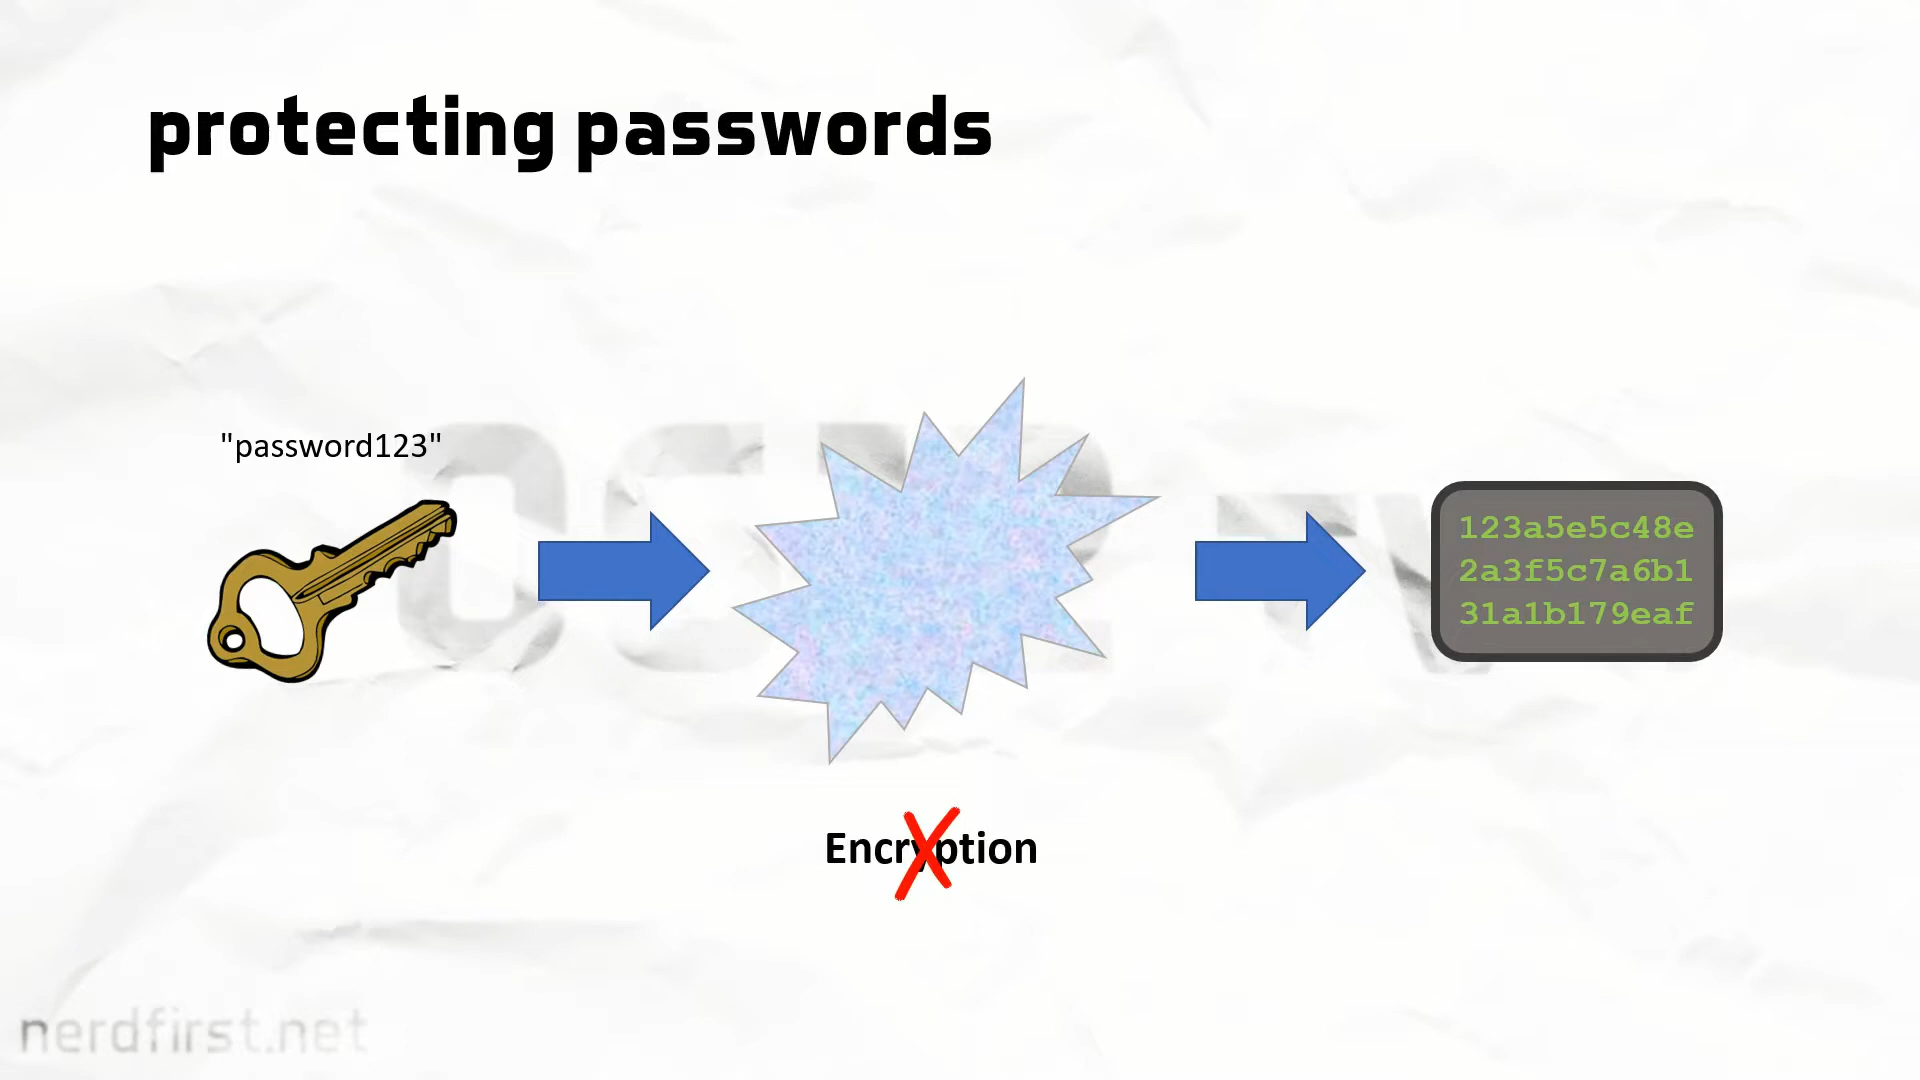 protecting passwords
"password123"
123a5e5c48e
2a3f5c7a6b1
31a1b179eaf
Encryption
nerdfirst.net